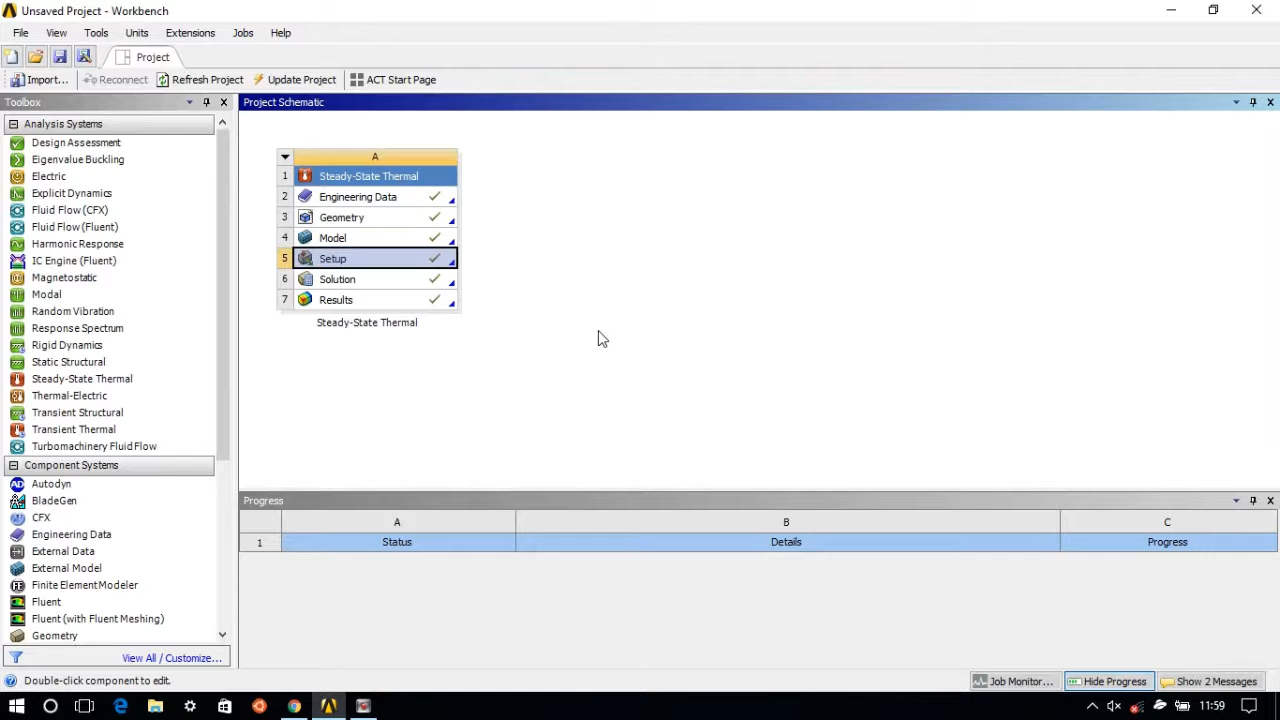 Unsaved Project - Workbench
File View Tools Units Extensions Jobs Help
Project
Import... Reconnect Refresh Project Update Project ACT Start Page
Toolbox
Analysis Systems
Design Assessment
Eigenvalue Buckling
Electric
Explicit Dynamics
Fluid Flow (CFX)
Fluid Flow (Fluent)
Harmonic Response
IC Engine (Fluent)
Magnetostatic
Modal
Random Vibration
Response Spectrum
Rigid Dynamics
Static Structural
Steady-State Thermal
Thermal-Electric
Transient Structural
Transient Thermal
Turbomachinery Fluid Flow
Component Systems
Autodyn
BladeGen
CFX
Engineering Data
External Data
External Model
Finite Element Modeler
Fluent
Fluent (with Fluent Meshing)
Geometry
View All / Customize...
Project Schematic
A
1 Steady-State Thermal
2 Engineering Data
3 Geometry
4 Model
5 Setup
6 Solution
7 Results
Steady-State Thermal
Progress
A B C
1 Status Details Progress
Double-click component to edit.
Job Monitor... Hide Progress Show 2 Messages
11:59